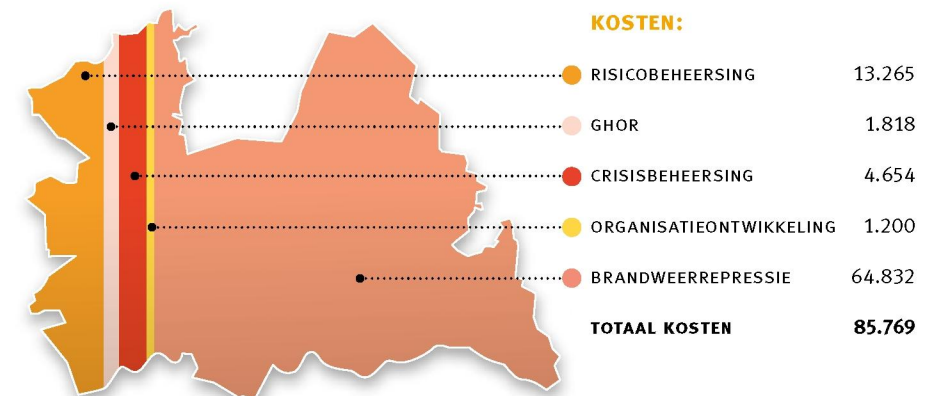 KOSTEN:
RISICOBEHEERSING 13.265
GHOR 1.818
CRISISBEHEERSING 4.654
ORGANISATIEONTWIKKELING 1.200
BRANDWEERREPRESSIE 64.832
TOTAAL KOSTEN 85.769